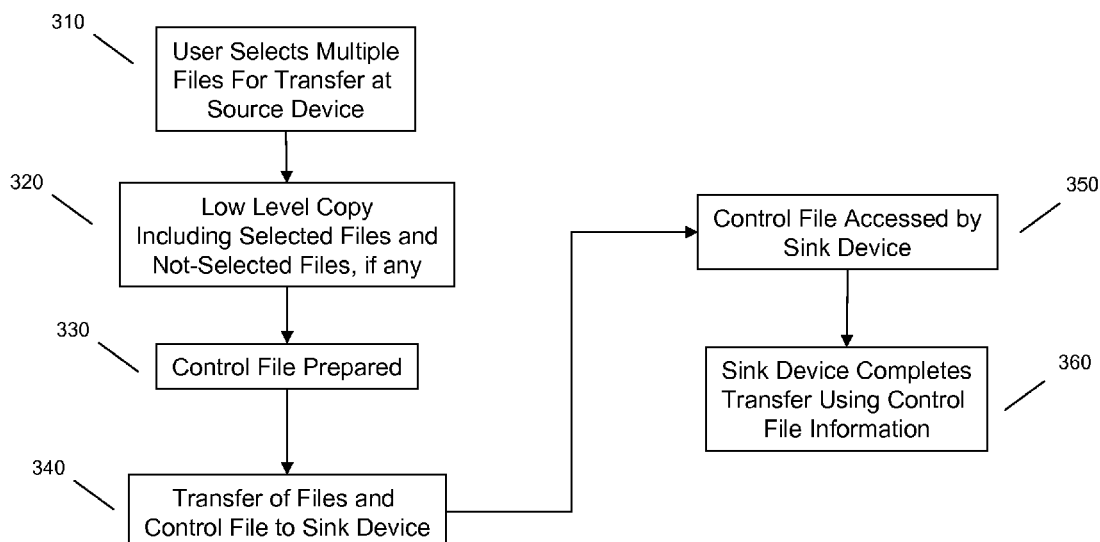 310
User Selects Multiple
Files For Transfer at
Source Device
320
Low Level Copy
Including Selected Files and
Not-Selected Files, if any
330
Control File Prepared
340
Transfer of Files and
Control File to Sink Device
350
Control File Accessed by
Sink Device
360
Sink Device Completes
Transfer Using Control
File Information